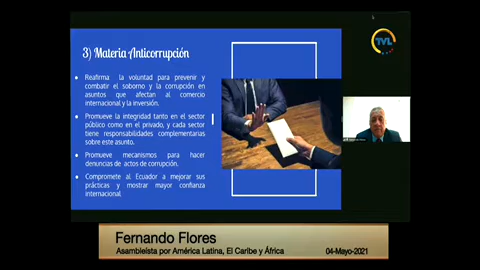 TVL
3) Materia Anticorrupción
● Reafirma la voluntad para prevenir y
combatir el soborno y la corrupción en
asuntos que afectan al comercio
internacional y la inversión.
● Promueve la integridad tanto en el sector
público como en el privado, y cada sector
tiene responsabilidades complementarias
sobre este asunto.
● Promueve mecanismos para hacer
denuncias de actos de corrupción.
● Compromete al Ecuador a mejorar sus
prácticas y mostrar mayor confianza
internacional.
Fernando Flores
Asambleísta por América Latina, El Caribe y África
04-Mayo-2021